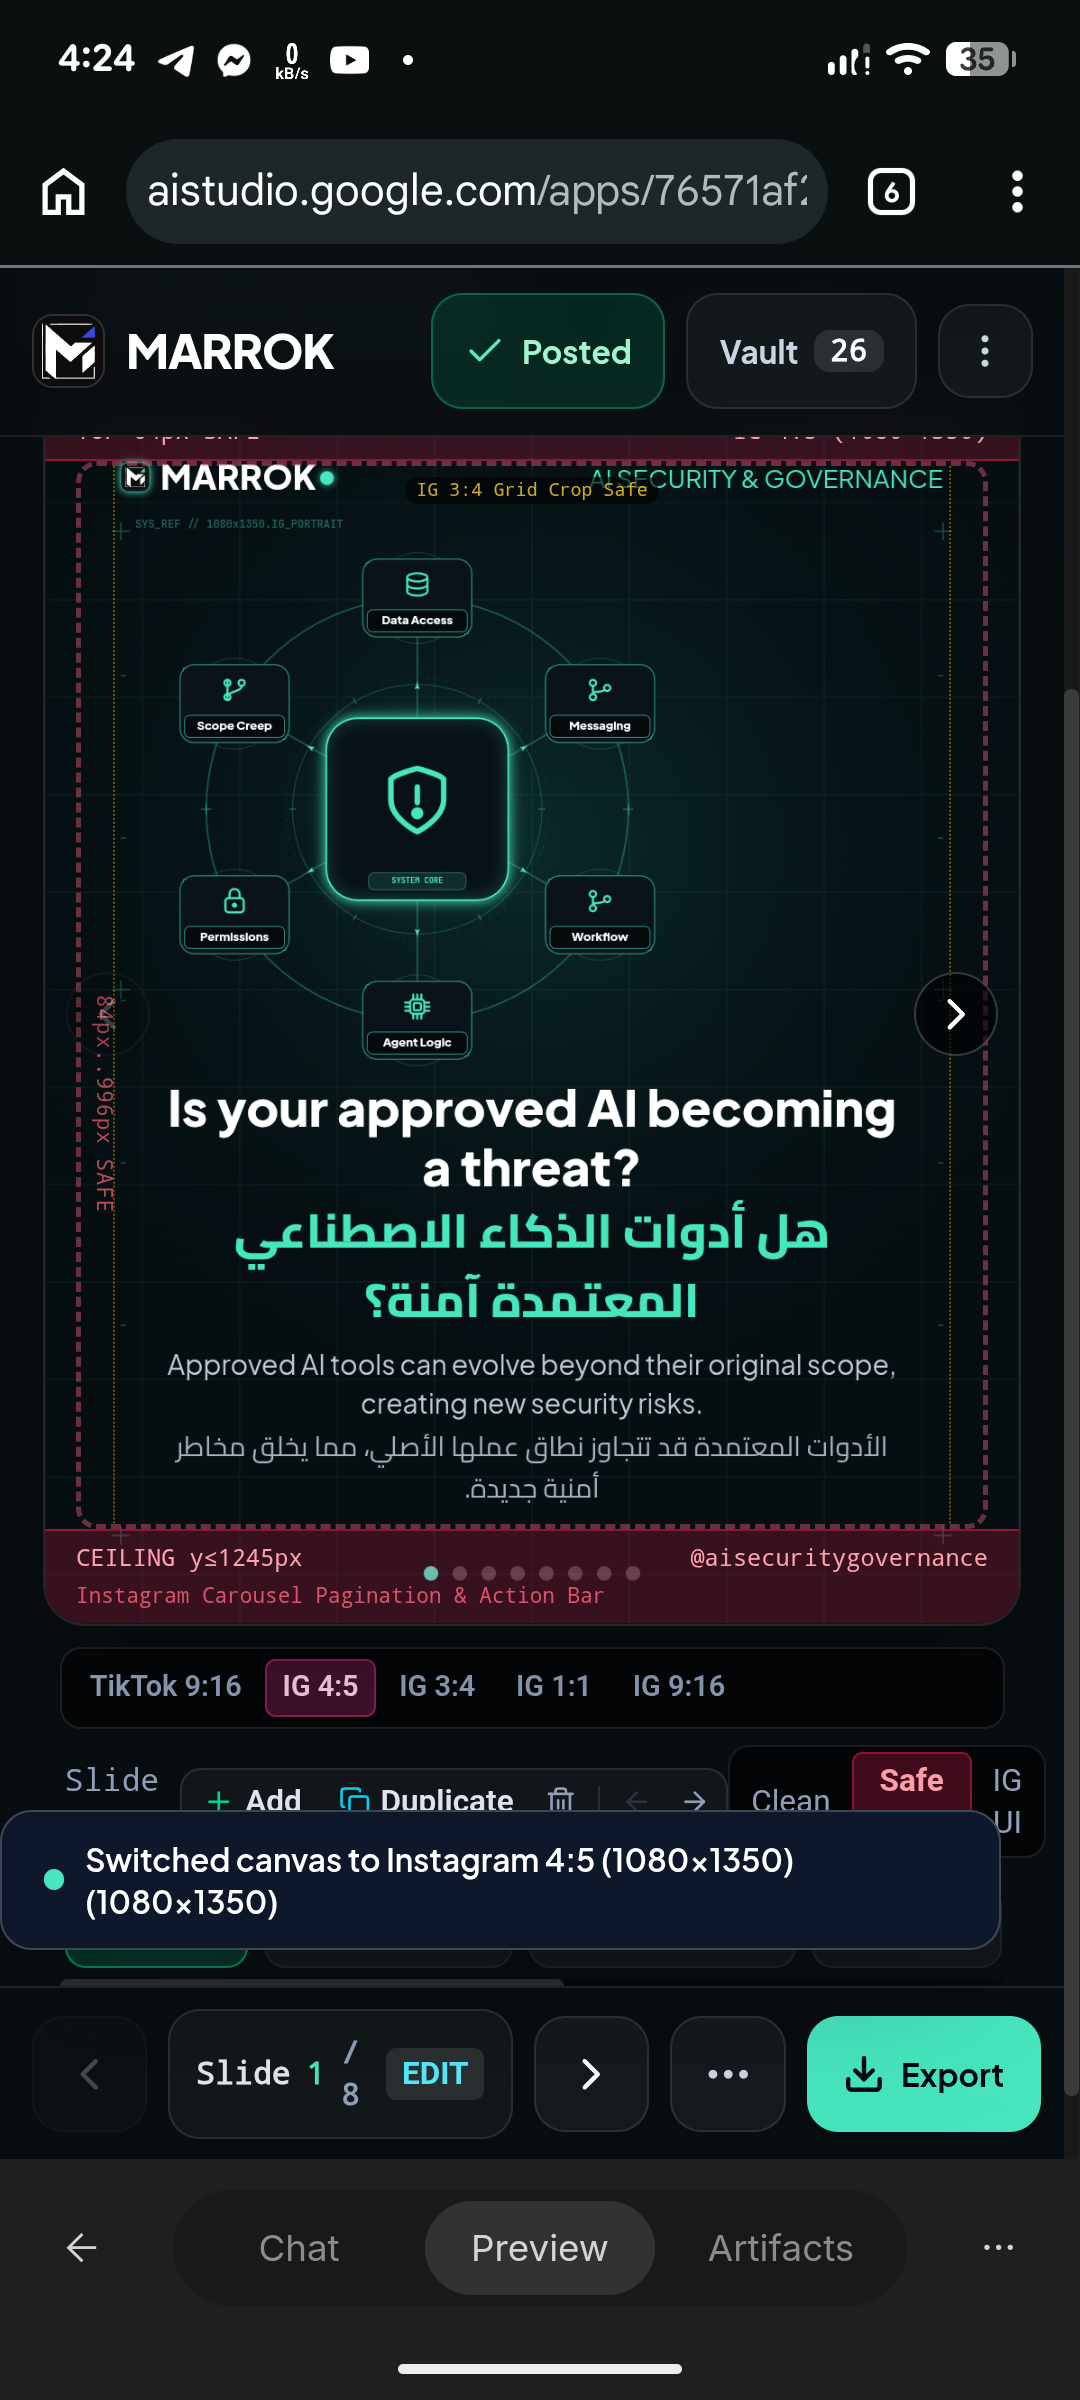 4:24
0
kB/s
35
aistudio.google.com/apps/76571af2
6
MARROK
Posted
Vault 26
MARROK
AI SECURITY & GOVERNANCE
IG 3:4 Grid Crop Safe
SYS_REF // 1080x1350.IG_PORTRAIT
Data Access
Scope Creep
Messaging
SYSTEM CORE
Permissions
Workflow
Agent Logic
84px..996px SAFE
Is your approved AI becoming
a threat?
هل أدوات الذكاء الاصطناعي
المعتمدة آمنة؟
Approved AI tools can evolve beyond their original scope,
creating new security risks.
الأدوات المعتمدة قد تتجاوز نطاق عملها الأصلي، مما يخلق مخاطر
أمنية جديدة.
CEILING y≤1245px
@aisecuritygovernance
Instagram Carousel Pagination & Action Bar
TikTok 9:16
IG 4:5
IG 3:4
IG 1:1
IG 9:16
Slide
Add
Duplicate
Clean
Safe
IG
UI
Switched canvas to Instagram 4:5 (1080×1350)
(1080×1350)
Slide 1 / 8
EDIT
Export
Chat
Preview
Artifacts